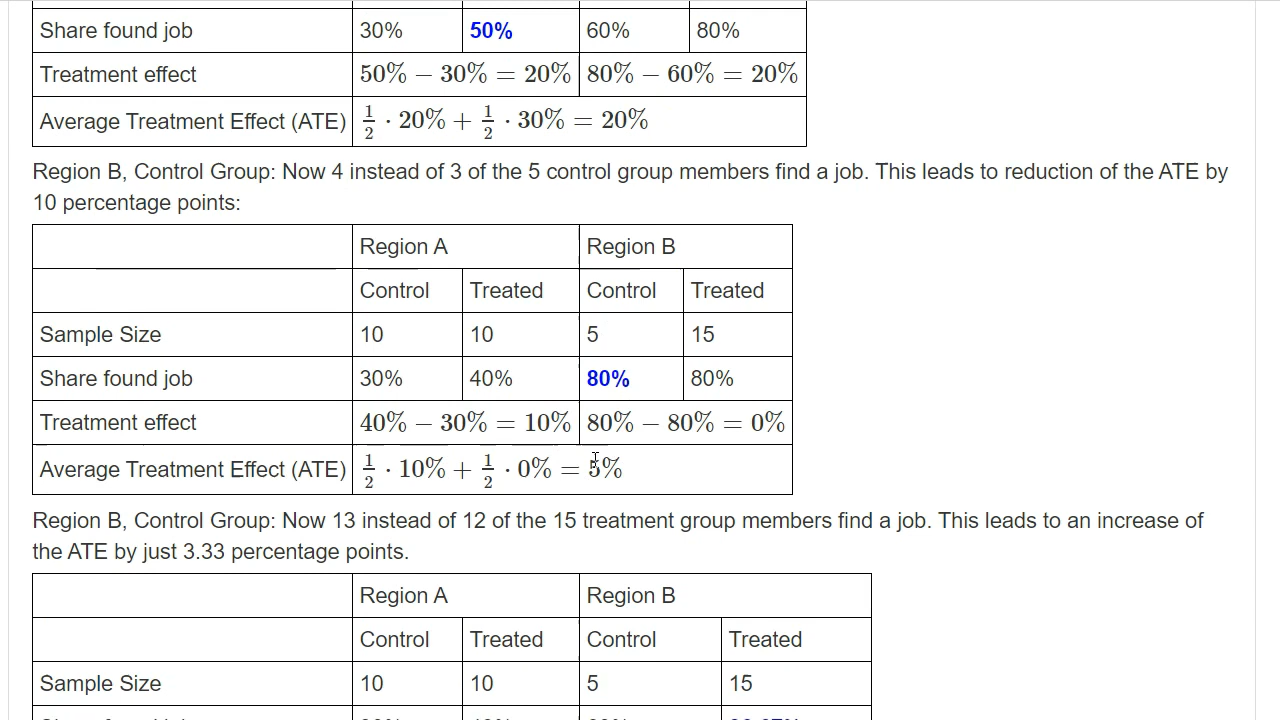 Share found job 30% 50% 60% 80%
Treatment effect 50% − 30% = 20% 80% − 60% = 20%
Average Treatment Effect (ATE) 1/2 · 20% + 1/2 · 30% = 20%
Region B, Control Group: Now 4 instead of 3 of the 5 control group members find a job. This leads to reduction of the ATE by
10 percentage points:
Region A Region B
Control Treated Control Treated
Sample Size 10 10 5 15
Share found job 30% 40% 80% 80%
Treatment effect 40% − 30% = 10% 80% − 80% = 0%
Average Treatment Effect (ATE) 1/2 · 10% + 1/2 · 0% = 5%
Region B, Control Group: Now 13 instead of 12 of the 15 treatment group members find a job. This leads to an increase of
the ATE by just 3.33 percentage points.
Region A Region B
Control Treated Control Treated
Sample Size 10 10 5 15